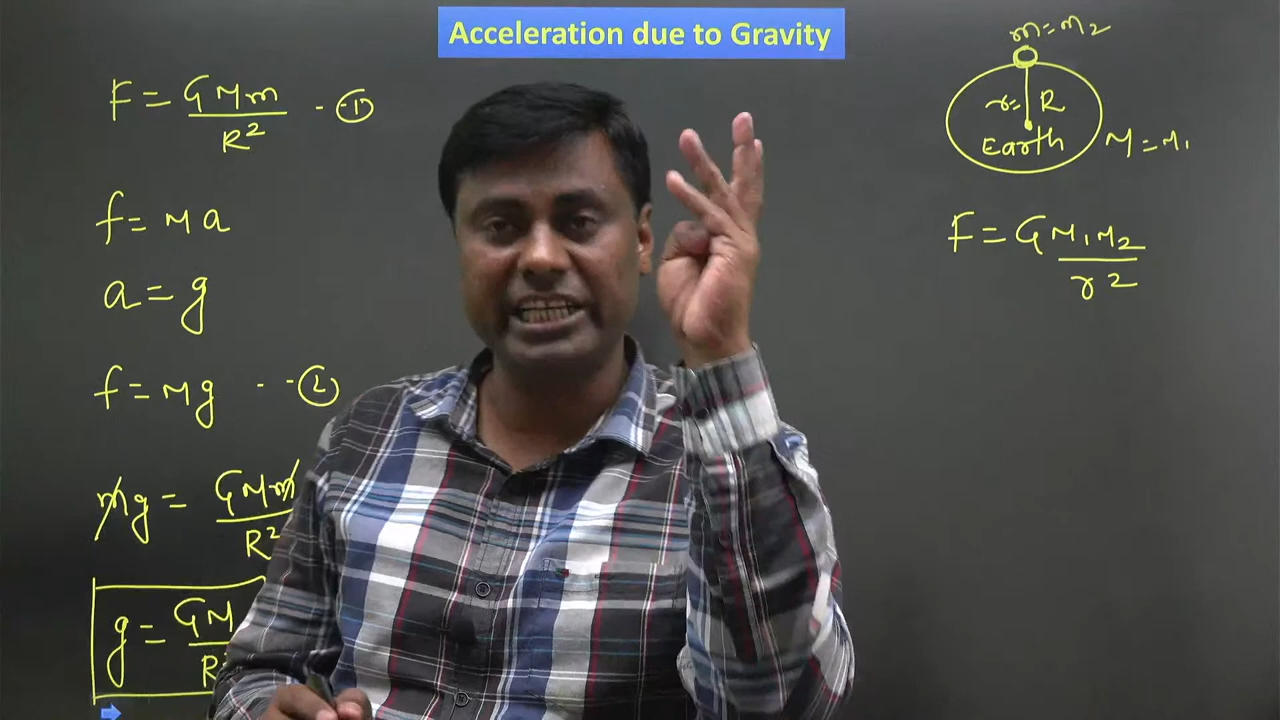 Acceleration due to Gravity
F = GMm/R² - - ①
f = ma
a = g
f = mg - - ②
mg = GMm/R²
g = GM/R²
m = m₂
r = R
Earth
M = M₁
F = G M₁M₂/r²